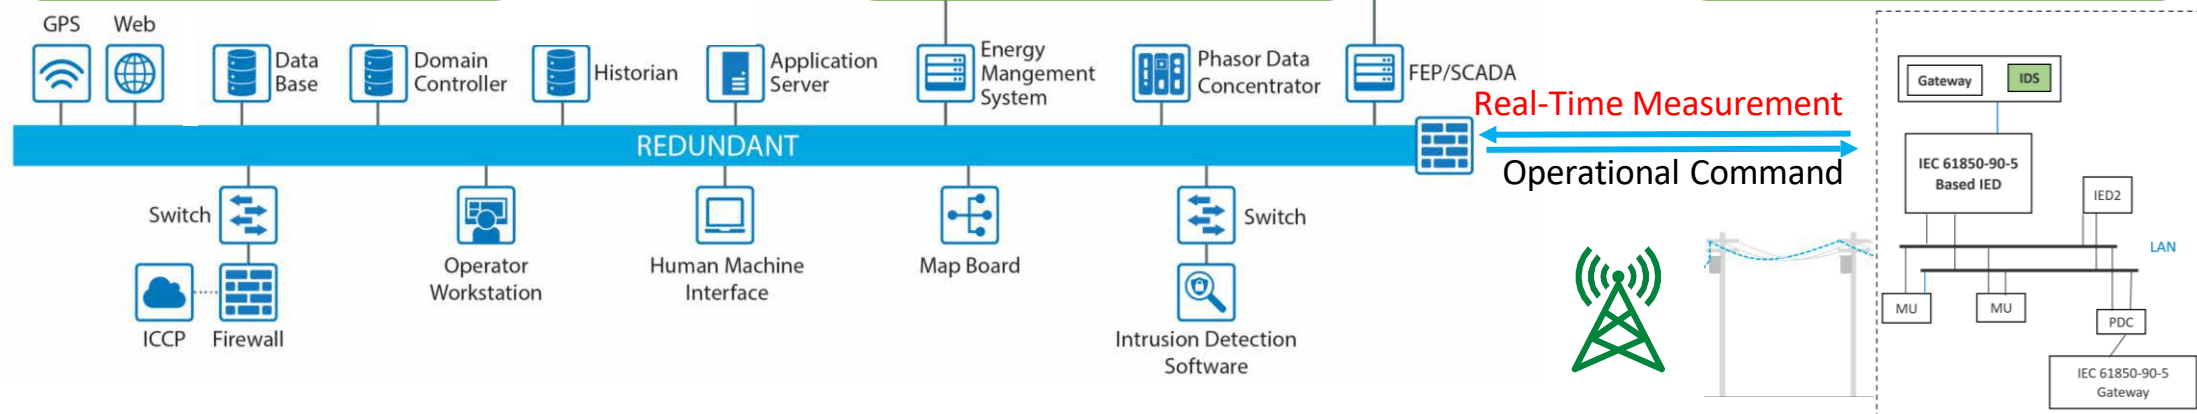 GPS
Web
Data
Base
Domain
Controller
Historian
Application
Server
Energy
Mangement
System
Phasor Data
Concentrator
FEP/SCADA
REDUNDANT
Real-Time Measurement
Operational Command
Switch
ICCP
Firewall
Operator
Workstation
Human Machine
Interface
Map Board
Switch
Intrusion Detection
Software
Gateway
IDS
IEC 61850-90-5
Based IED
IED2
LAN
MU
MU
PDC
IEC 61850-90-5
Gateway